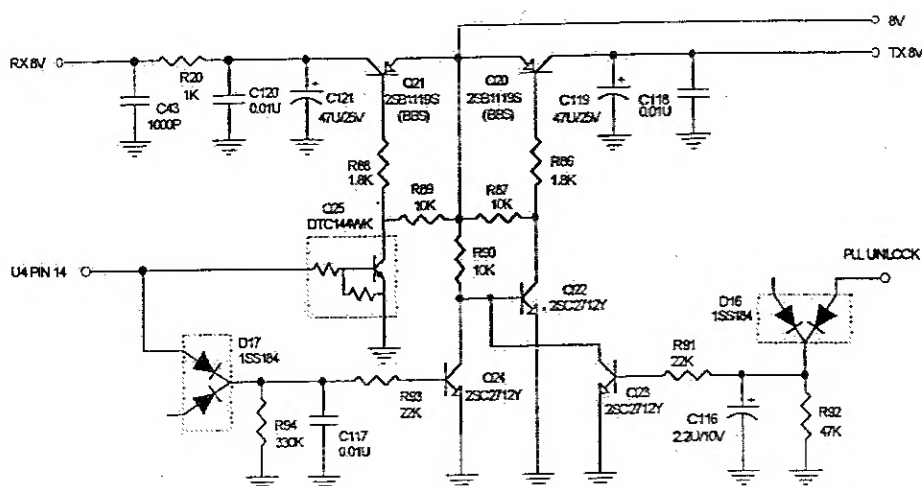 8V
RX 8V
TX 8V
R20
1K
C43
1000P
C120
0.01U
C121
47U/25V
Q21
2SB1119S
(BBS)
Q20
2SB1119S
(BBS)
C119
47U/25V
C118
0.01U
R88
1.8K
R86
1.8K
R89
10K
R87
10K
Q25
DTC144WK
R90
10K
U4 PIN 14
PLL UNLOCK
Q22
2SC2712Y
D16
1SS184
D17
1SS184
R91
22K
R93
22K
Q24
2SC2712Y
Q23
2SC2712Y
R94
330K
C117
0.01U
C116
2.2U/10V
R92
47K